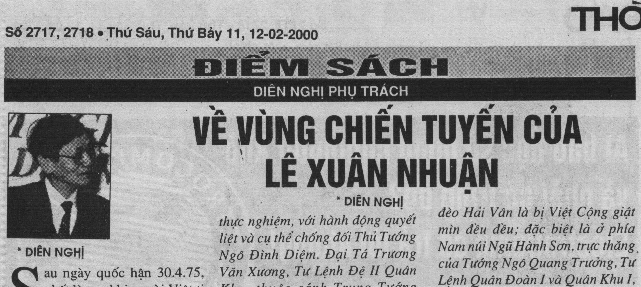 Số 2717, 2718 • Thứ Sáu, Thứ Bảy 11, 12-02-2000
THỜ
ĐIỂM SÁCH
DIÊN NGHỊ PHỤ TRÁCH
VỀ VÙNG CHIẾN TUYẾN CỦA
LÊ XUÂN NHUẬN
* DIÊN NGHỊ
* DIÊN NGHỊ
Sau ngày quốc hận 30.4.75,
thực nghiệm, với hành động quyết
liệt và cụ thể chống đối Thủ Tướng
Ngô Đình Diệm. Đại Tá Trương
Văn Xương, Tư Lệnh Đệ II Quân
đèo Hải Vân là bị Việt Cộng giật
mìn đều đều; đặc biệt là ở phía
Nam núi Ngũ Hành Sơn, trực thăng
của Tướng Ngô Quang Trưởng, Tư
Lệnh Quân Đoàn I và Quân Khu I,